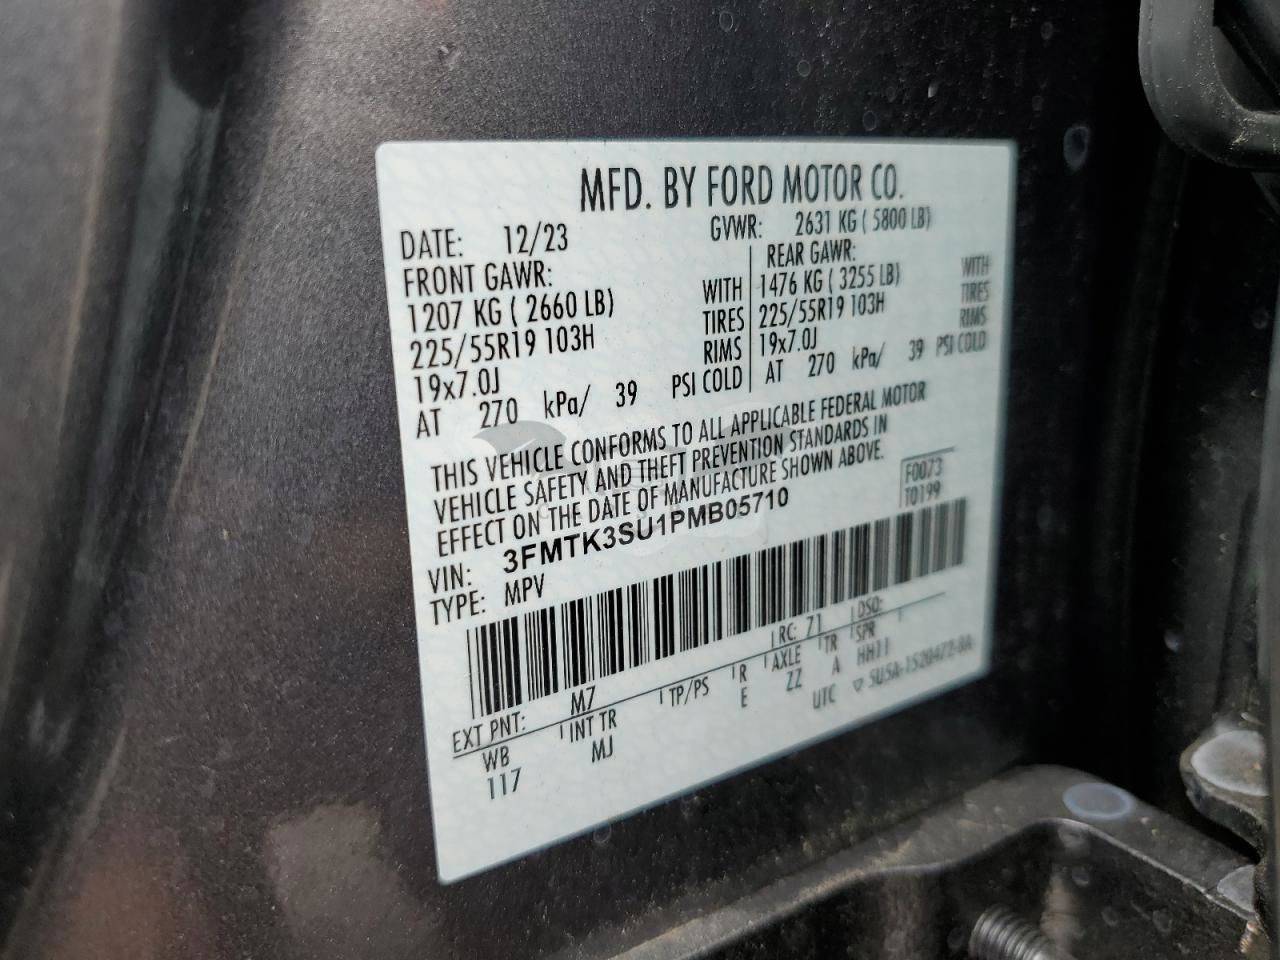 MFD. BY FORD MOTOR CO.
DATE: 12/23 GVWR: 2631 KG ( 5800 LB)
FRONT GAWR: REAR GAWR:
1207 KG ( 2660 LB) WITH 1476 KG ( 3255 LB) WITH
225/55R19 103H TIRES 225/55R19 103H TIRES
19x7.0J RIMS 19x7.0J RIMS
AT 270 kPa/ 39 PSI COLD AT 270 kPa/ 39 PSI COLD
THIS VEHICLE CONFORMS TO ALL APPLICABLE FEDERAL MOTOR
VEHICLE SAFETY AND THEFT PREVENTION STANDARDS IN
EFFECT ON THE DATE OF MANUFACTURE SHOWN ABOVE.
F0073
T0199
VIN: 3FMTK3SU1PMB05710
TYPE: MPV
EXT PNT: M7 RC: 71 DSO:
WB INT TR TP/PS R AXLE TR SPR
117 MJ E ZZ A HH11
UTC ▽ SU5A-1520472-BA